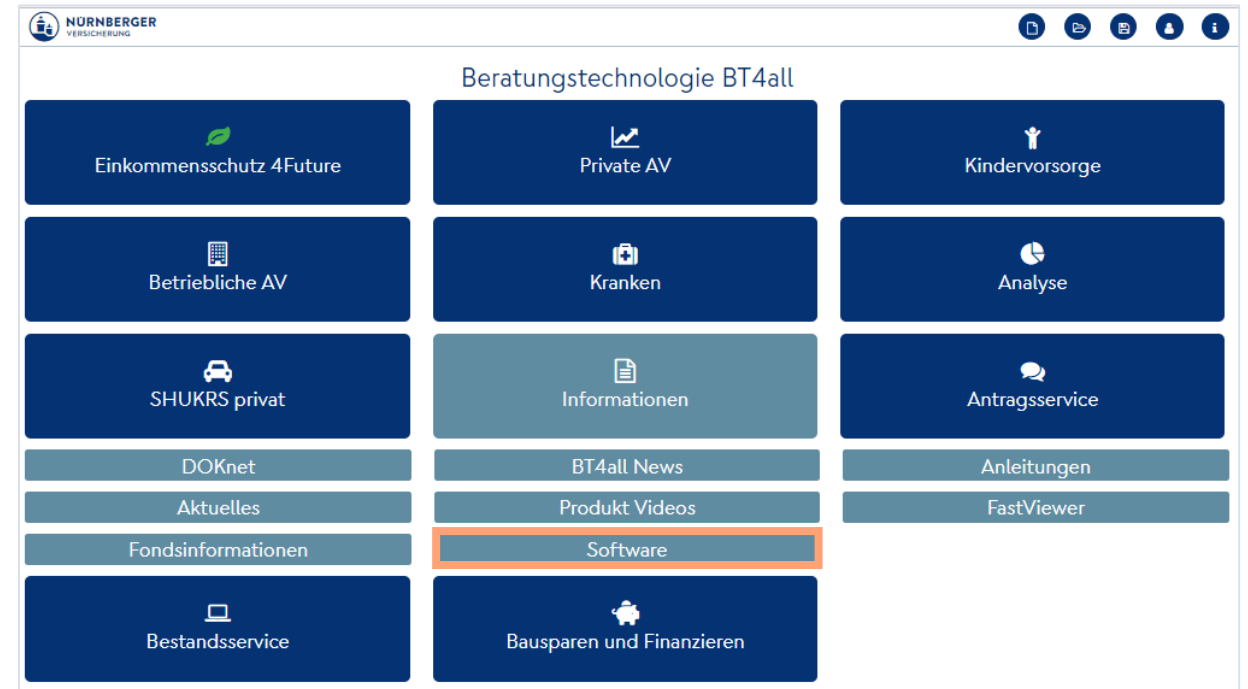 NÜRNBERGER
VERSICHERUNG
Beratungstechnologie BT4all
Einkommensschutz 4Future
Private AV
Kindervorsorge
Betriebliche AV
Kranken
Analyse
SHUKRS privat
Informationen
Antragsservice
DOKnet
BT4all News
Anleitungen
Aktuelles
Produkt Videos
FastViewer
Fondsinformationen
Software
Bestandsservice
Bausparen und Finanzieren